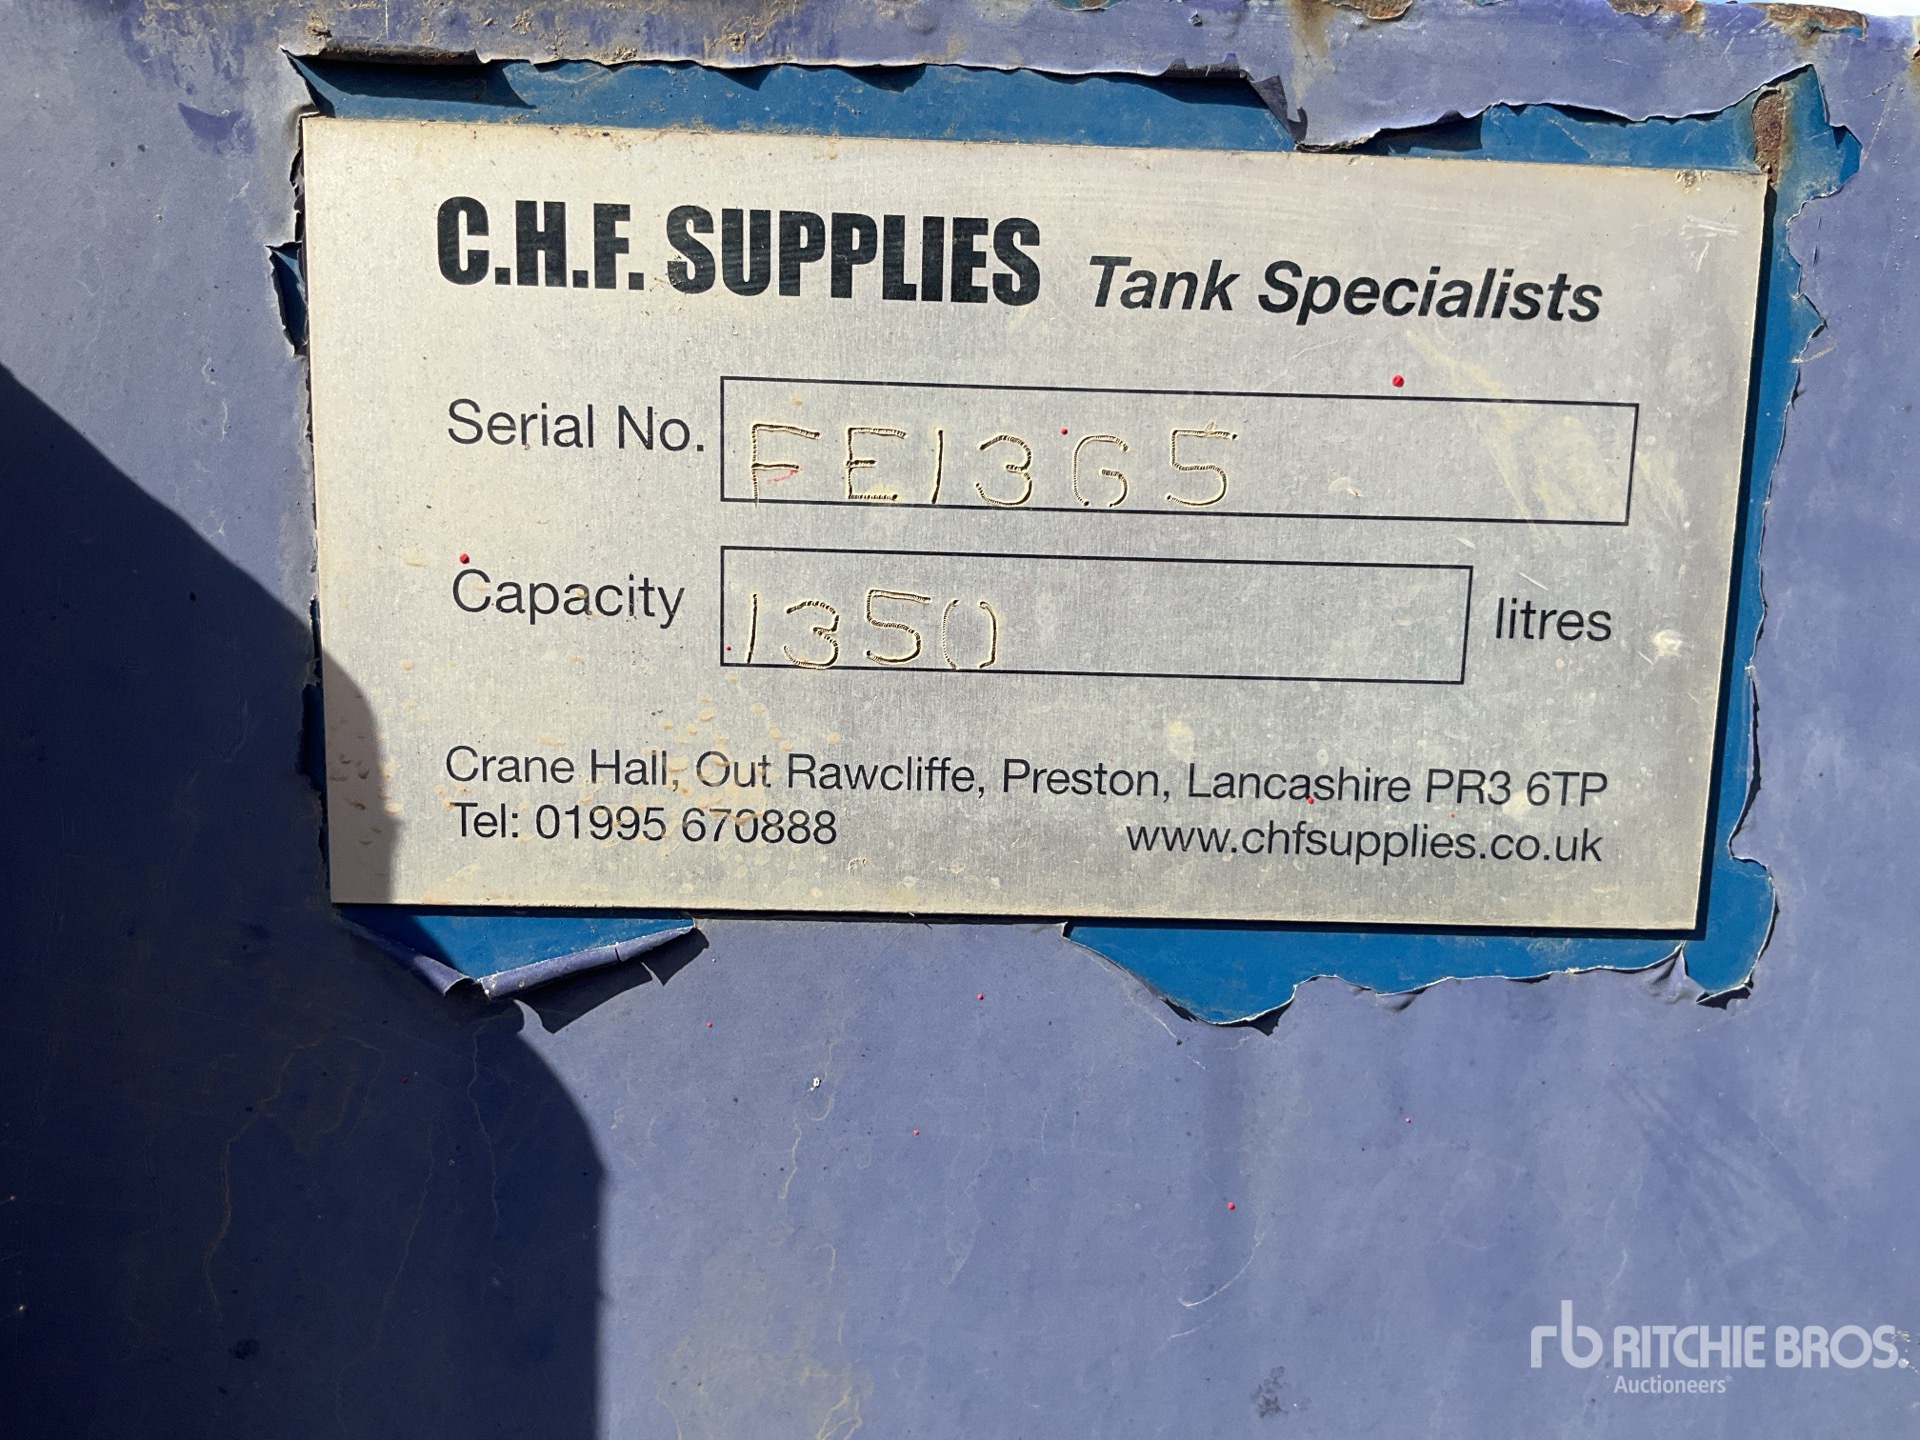 C.H.F. SUPPLIES Tank Specialists
Serial No. FE1365
Capacity 1350 litres
Crane Hall, Out Rawcliffe, Preston, Lancashire PR3 6TP
Tel: 01995 670888 www.chfsupplies.co.uk
rb RITCHIE BROS.
Auctioneers